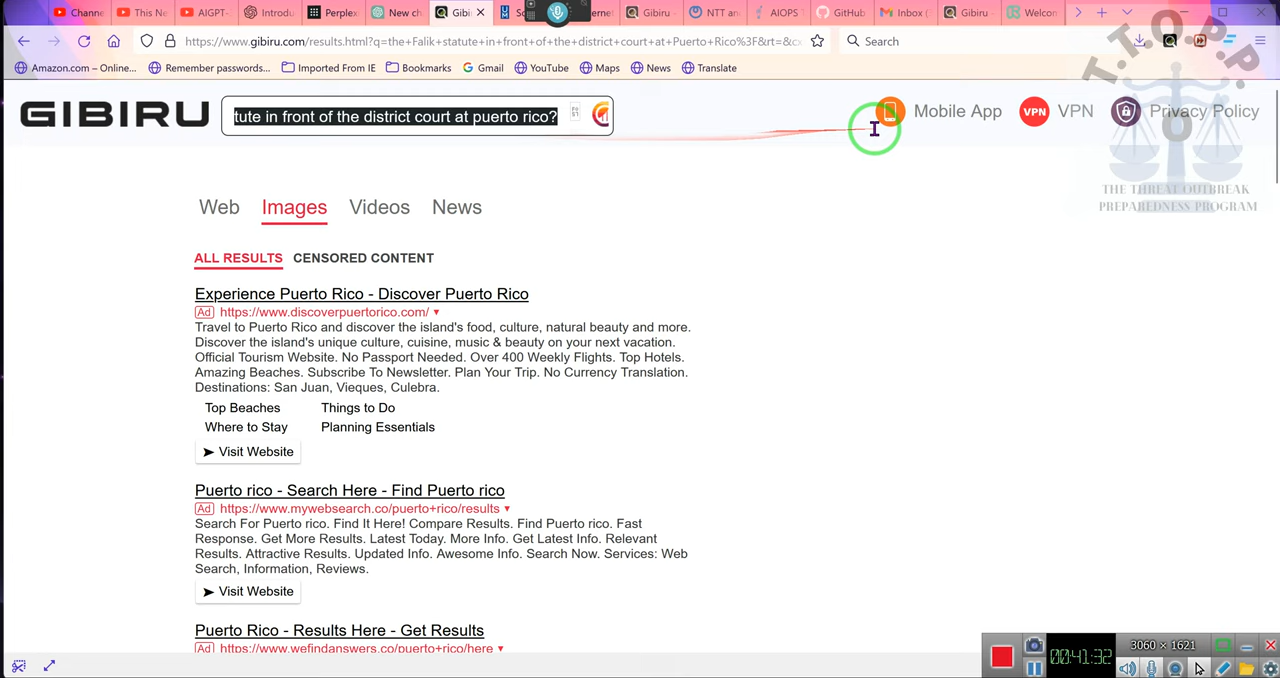 Channe
This Ne
AIGPT-
Introdu
Perplex
New ch
Gibi
ernet
Gibiru -
NTT an
AIOPS
GitHub
Inbox (
Gibiru -
Welcon
https://www.gibiru.com/results.html?q=the+Falik+statute+in+front+of+the+district+court+at+Puerto+Rico%3F&rt=&cx
Search
Amazon.com – Online...
Remember passwords...
Imported From IE
Bookmarks
Gmail
YouTube
Maps
News
Translate
T.T.O.P.P.
GIBIRU
tute in front of the district court at puerto rico?
Mobile App
VPN
VPN
Privacy Policy
THE THREAT OUTBREAK
PREPAREDNESS PROGRAM
Web
Images
Videos
News
ALL RESULTS
CENSORED CONTENT
Experience Puerto Rico - Discover Puerto Rico
Ad https://www.discoverpuertorico.com/
Travel to Puerto Rico and discover the island's food, culture, natural beauty and more.
Discover the island's unique culture, cuisine, music & beauty on your next vacation.
Official Tourism Website. No Passport Needed. Over 400 Weekly Flights. Top Hotels.
Amazing Beaches. Subscribe To Newsletter. Plan Your Trip. No Currency Translation.
Destinations: San Juan, Vieques, Culebra.
Top Beaches
Things to Do
Where to Stay
Planning Essentials
Visit Website
Puerto rico - Search Here - Find Puerto rico
Ad https://www.mywebsearch.co/puerto+rico/results
Search For Puerto rico. Find It Here! Compare Results. Find Puerto rico. Fast
Response. Get More Results. Latest Today. More Info. Get Latest Info. Relevant
Results. Attractive Results. Updated Info. Awesome Info. Search Now. Services: Web
Search, Information, Reviews.
Visit Website
Puerto Rico - Results Here - Get Results
Ad https://www.wefindanswers.co/puerto+rico/here
00:41:32
3060 × 1621